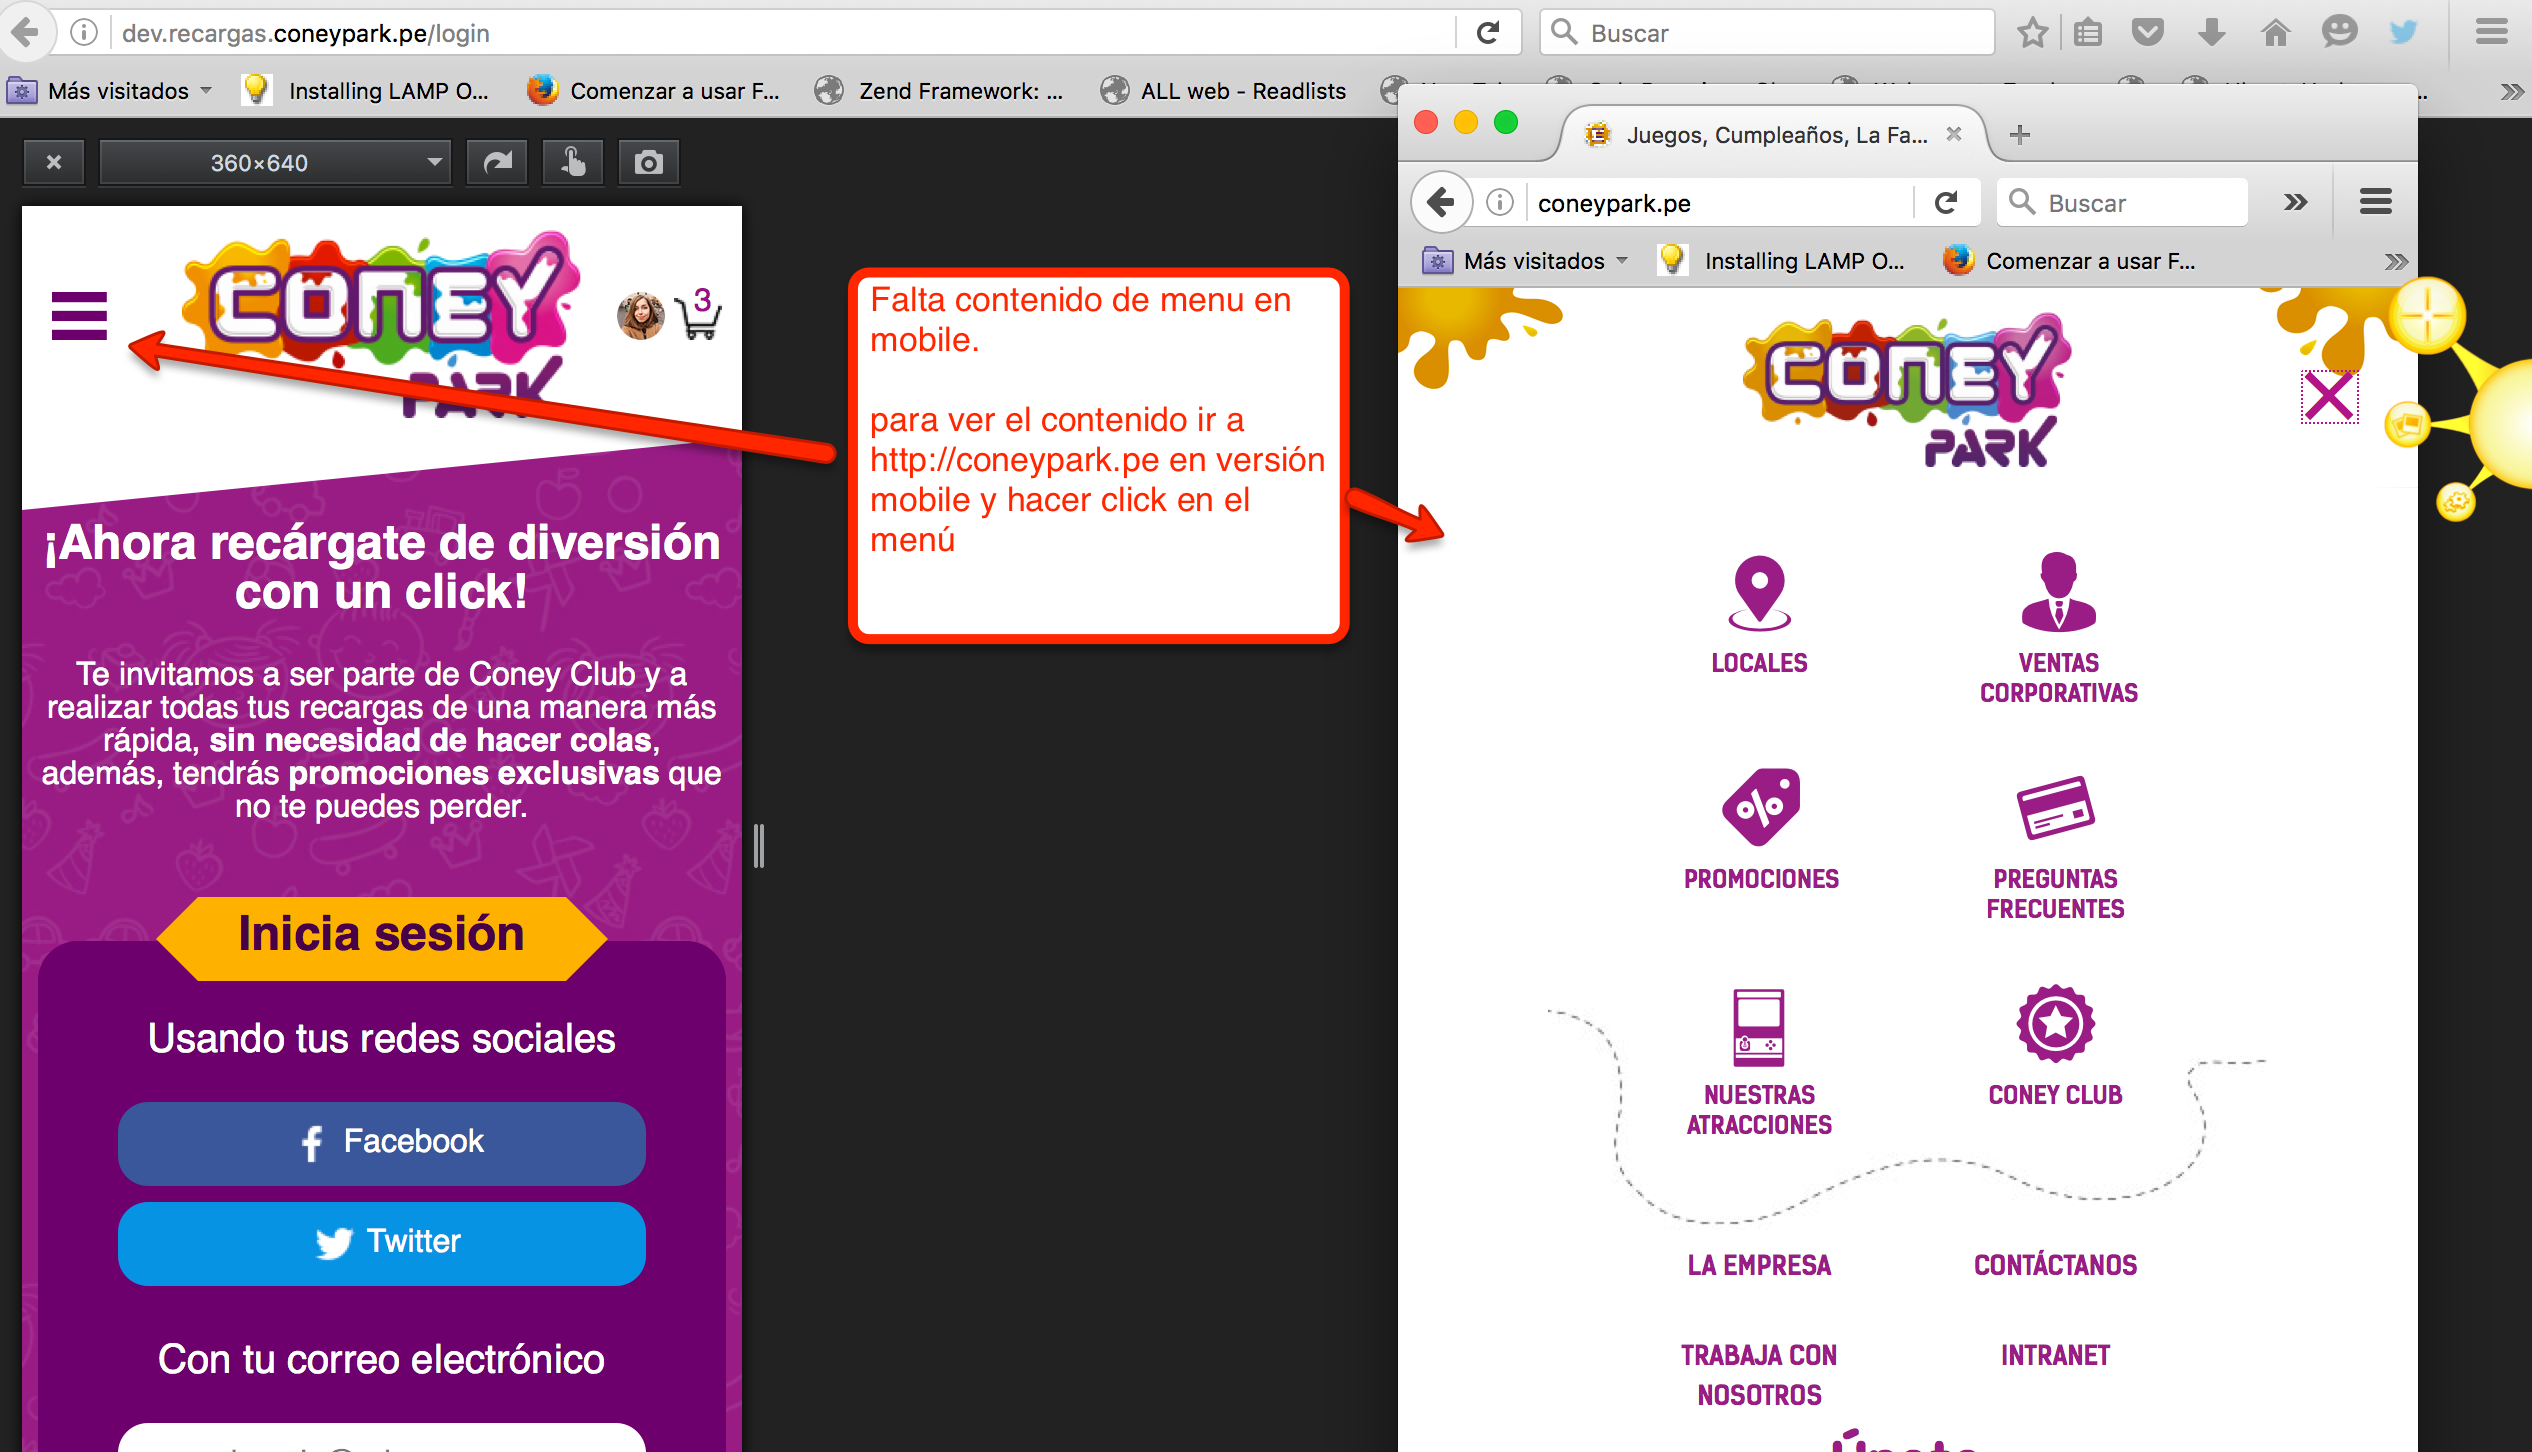 dev.recargas.coneypark.pe/login
Buscar
Más visitados
Installing LAMP O...
Comenzar a usar F...
Zend Framework: ...
ALL web - Readlists
360×640
CONEY
PARK
3
¡Ahora recárgate de diversión
con un click!
Te invitamos a ser parte de Coney Club y a
realizar todas tus recargas de una manera más
rápida, sin necesidad de hacer colas,
además, tendrás promociones exclusivas que
no te puedes perder.
Inicia sesión
Usando tus redes sociales
Facebook
Twitter
Con tu correo electrónico
Falta contenido de menu en
mobile.
para ver el contenido ir a
http://coneypark.pe en versión
mobile y hacer click en el
menú
Juegos, Cumpleaños, La Fa...
coneypark.pe
Buscar
Más visitados
Installing LAMP O...
Comenzar a usar F...
CONEY
PARK
LOCALES
VENTAS
CORPORATIVAS
PROMOCIONES
PREGUNTAS
FRECUENTES
NUESTRAS
ATRACCIONES
CONEY CLUB
LA EMPRESA
CONTÁCTANOS
TRABAJA CON
NOSOTROS
INTRANET